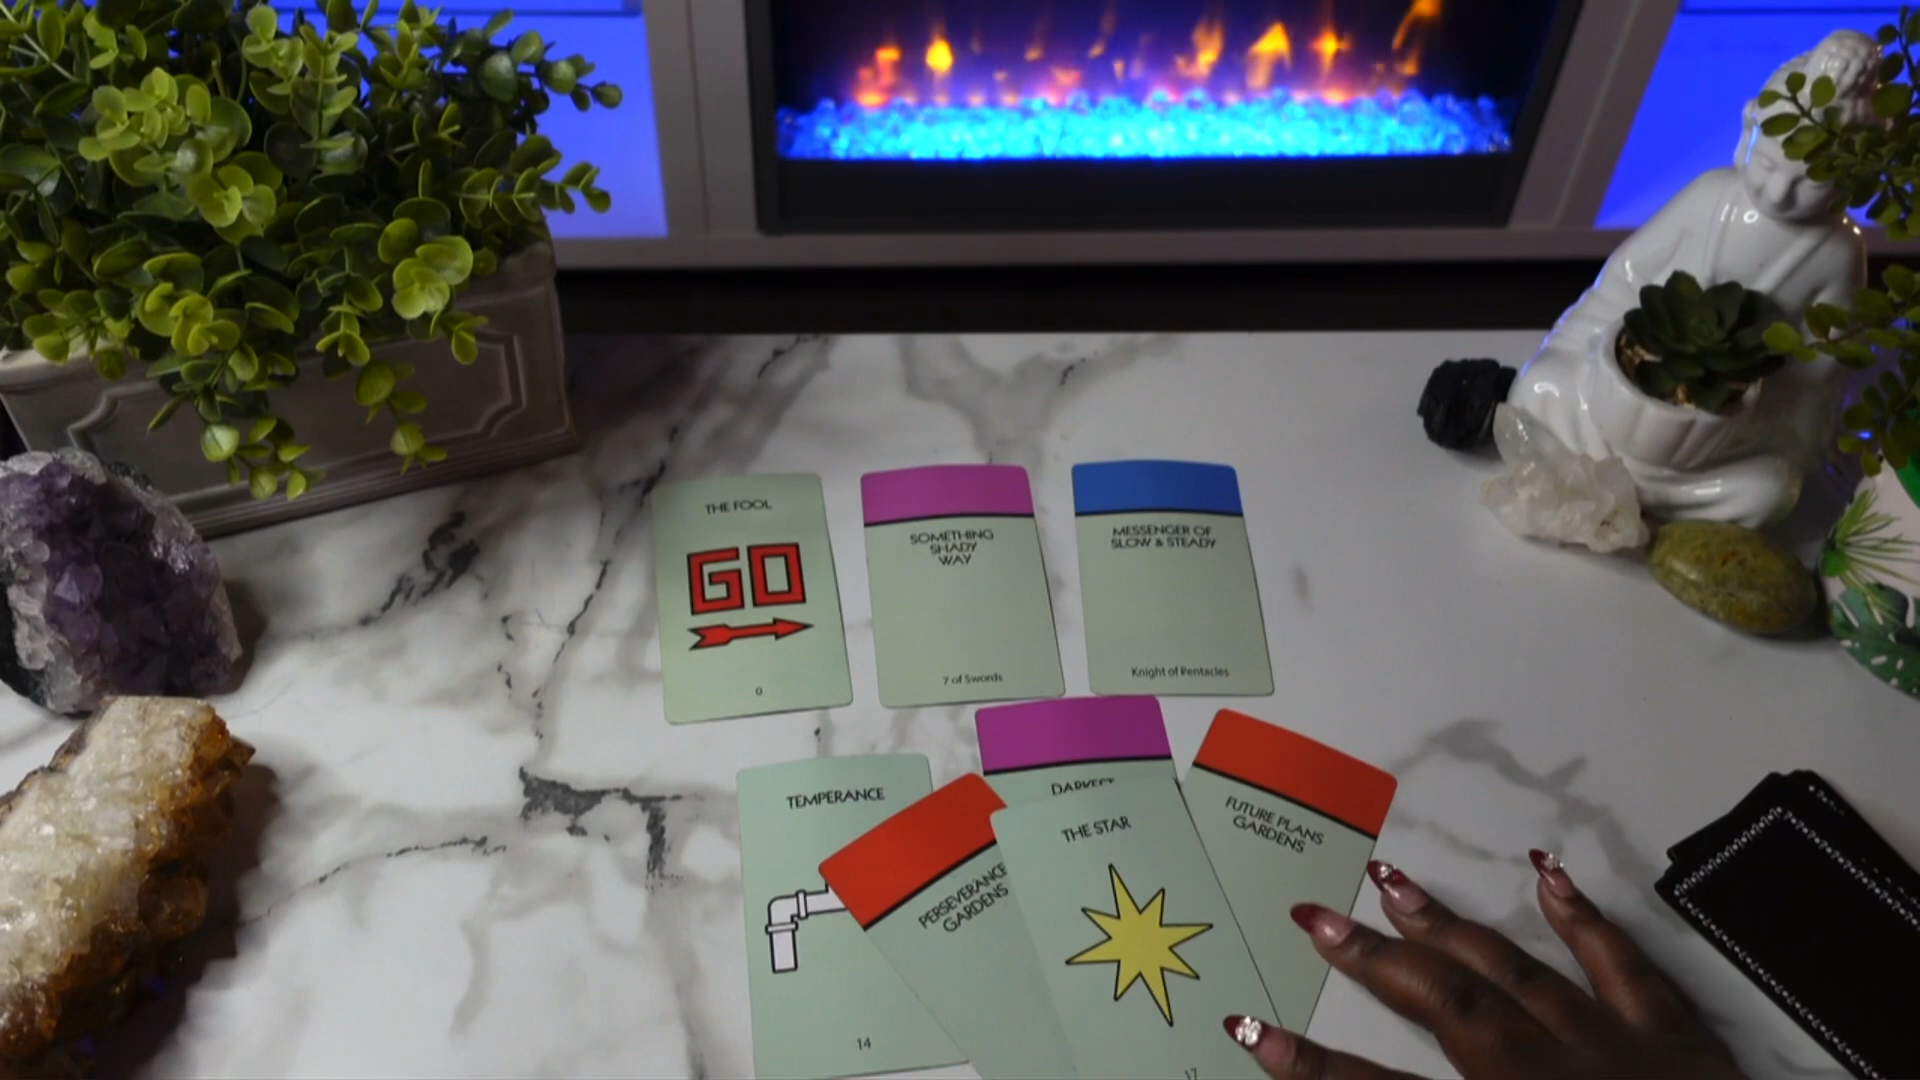 THE FOOL
GO
0
SOMETHING
SHADY
WAY
7 of Swords
MESSENGER OF
SLOW & STEADY
Knight of Pentacles
TEMPERANCE
14
PERSEVERANCE
GARDENS
THE STAR
17
FUTURE PLANS
GARDENS